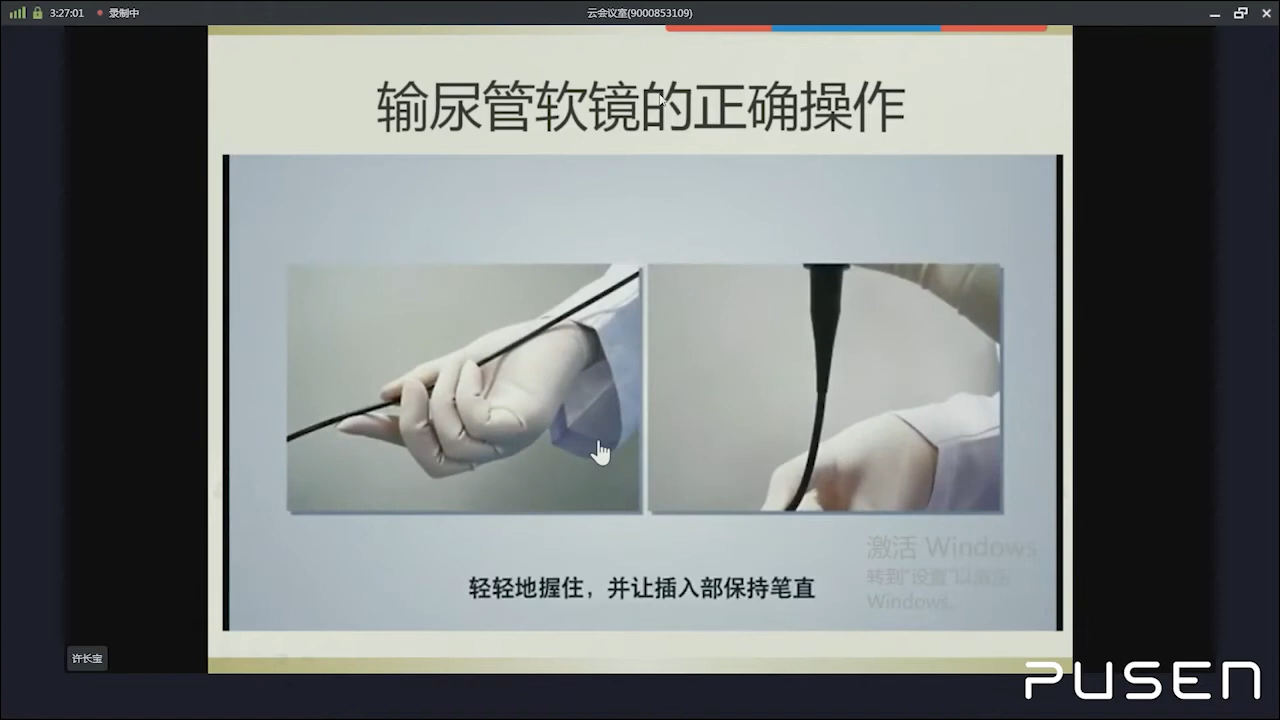 3:27:01 录制中
云会议室(9000853109)
输尿管软镜的正确操作
轻轻地握住，并让插入部保持笔直
激活 Windows
转到"设置"以激活
Windows。
许长宝
PUSEN